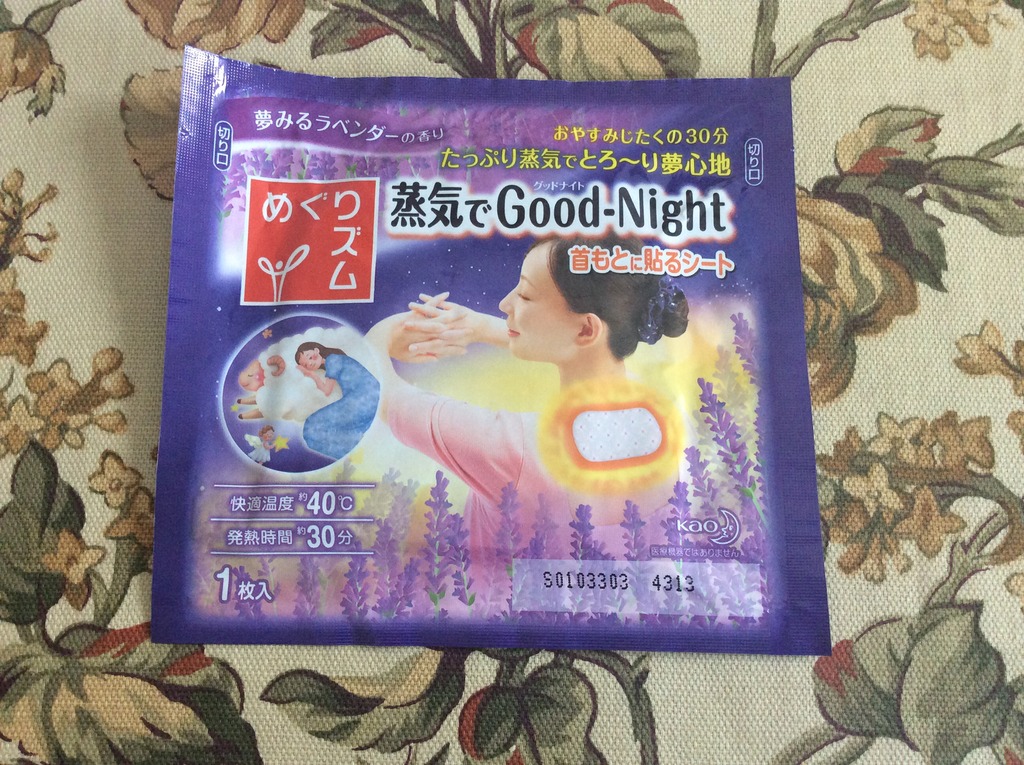 夢みるラベンダーの香り
切り口
おやすみじたくの30分
たっぷり蒸気でとろ〜り夢心地
切り口
めぐり
ズム
グッドナイト
蒸気でGood-Night
首もとに貼るシート
快適温度 約40℃
発熱時間 約30分
1枚入
Kao
医療機器ではありません
S0103303 4313